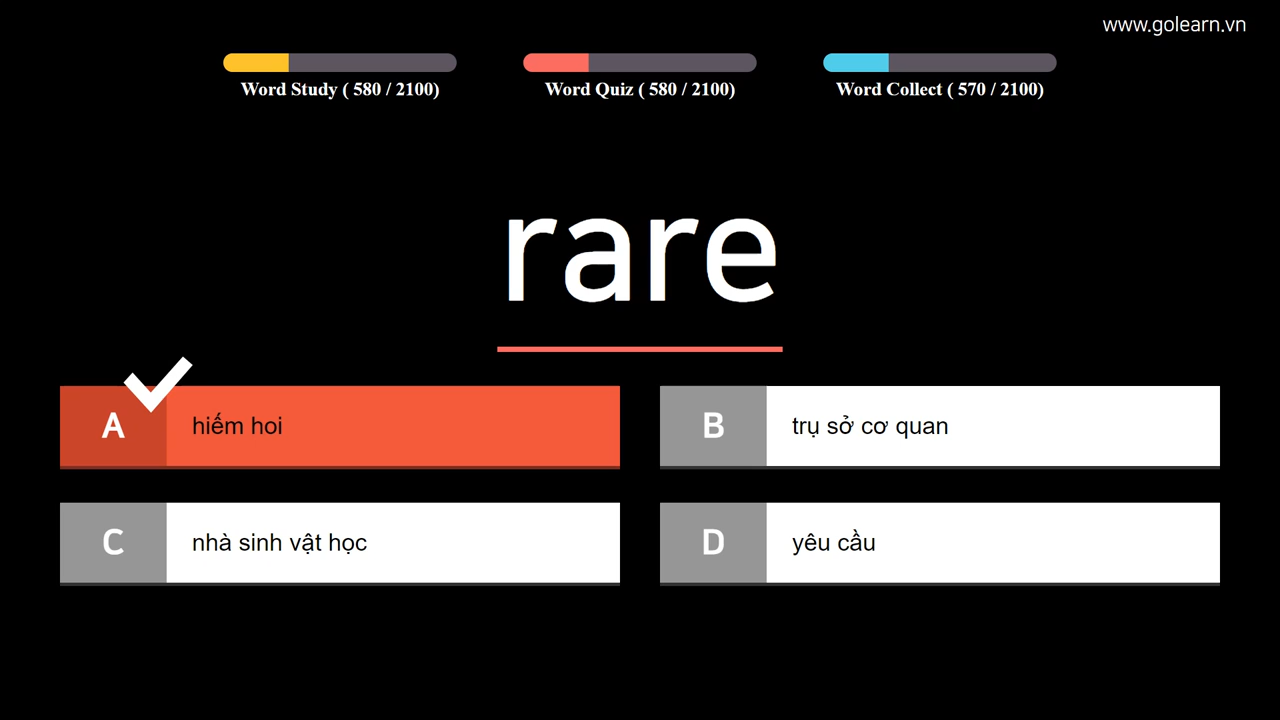 www.golearn.vn
Word Study ( 580 / 2100)
Word Quiz ( 580 / 2100)
Word Collect ( 570 / 2100)
rare
A hiếm hoi
B trụ sở cơ quan
C nhà sinh vật học
D yêu cầu